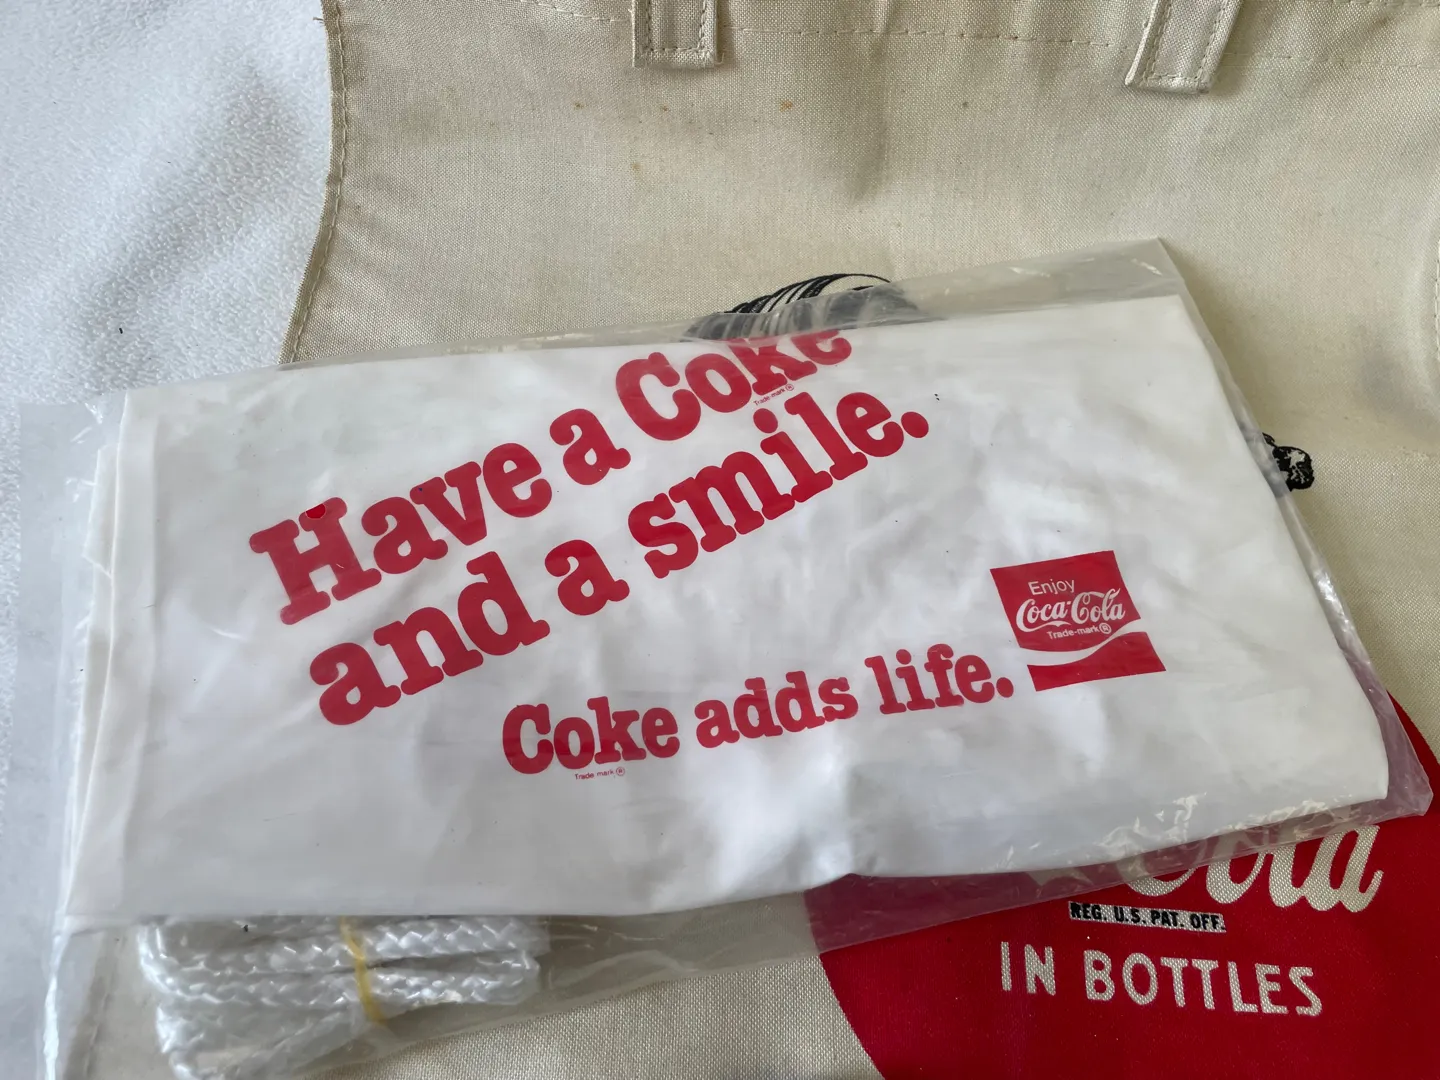 Have a Coke
Trade-mark ®
and a smile.
Enjoy
Coca-Cola
Trade-mark ®
Coke adds life.
Trade mark ®
REG. U.S. PAT. OFF.
IN BOTTLES